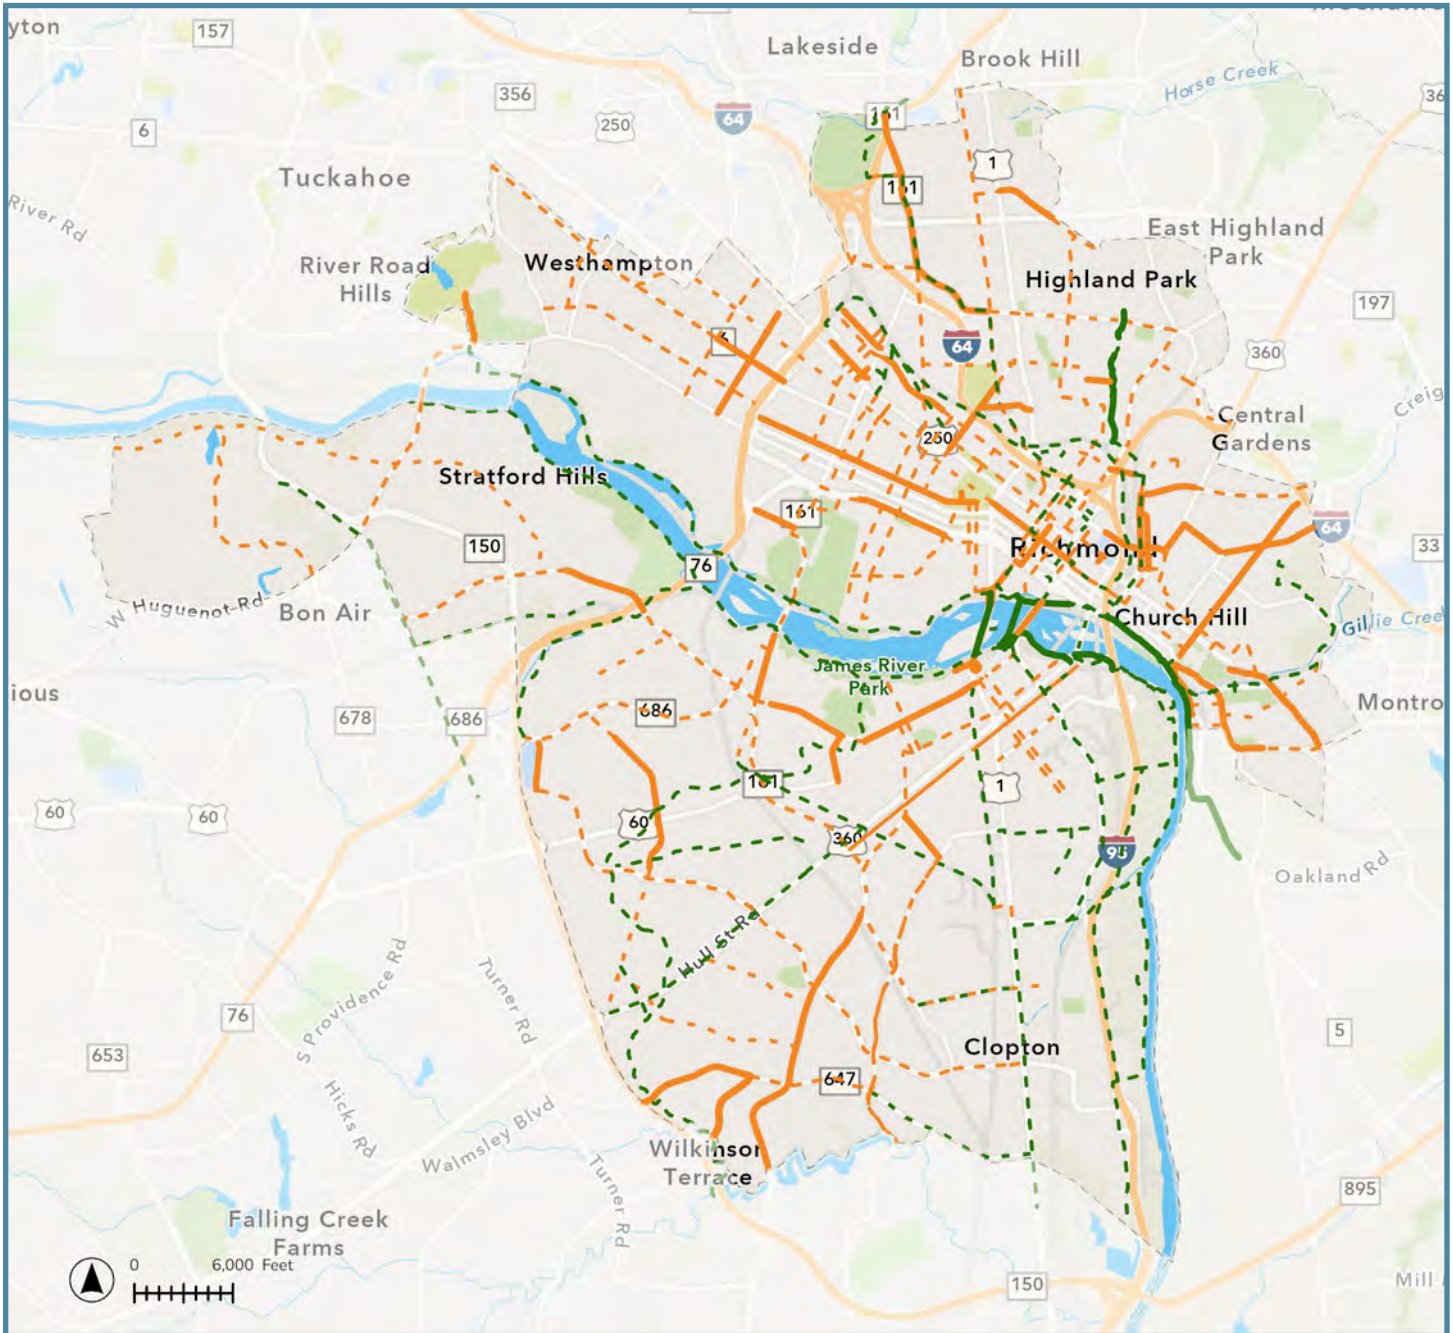 yton
157
Lakeside
Brook Hill
Horse Creek
356
250
64
161
6
1
Tuckahoe
161
River Rd
East Highland
Park
River Road
Hills
Westhampton
Highland Park
197
6
64
360
Central
Gardens
Creig
250
Stratford Hills
161
64
150
Richmond
33
76
W Huguenot Rd
Bon Air
Church Hill
Gillie Cree
James River
Park
ious
678
686
686
Montro
161
1
60
60
60
360
95
Oakland Rd
Hull St Rd
S Providence Rd
Turner Rd
76
5
653
Clopton
647
Hicks Rd
Walmsley Blvd
Wilkinson
Terrace
Turner Rd
895
Falling Creek
Farms
0
6,000 Feet
150
Mill